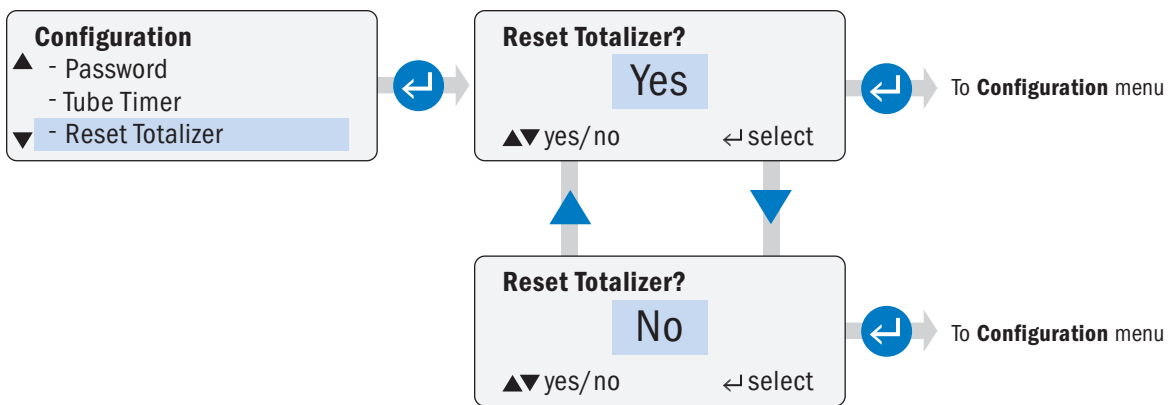 Configuration
- Password
- Tube Timer
- Reset Totalizer
Reset Totalizer?
Yes
▲▼ yes/no ↵ select
To Configuration menu
Reset Totalizer?
No
▲▼ yes/no ↵ select
To Configuration menu